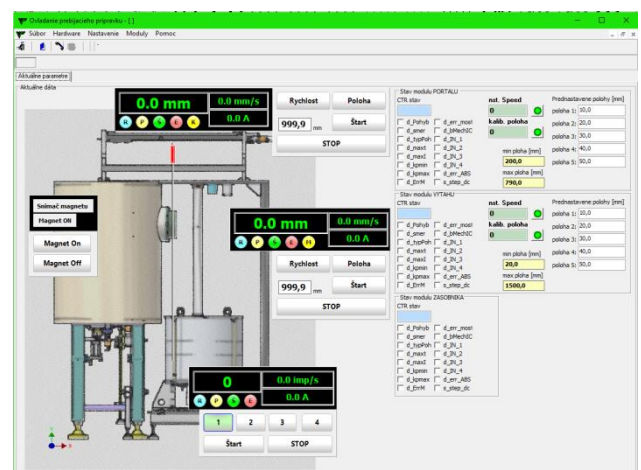 Ovladanie prebijacieho pripravku - [ ]
Súbor Hardware Nastavenie Moduly Pomoc
Aktuálne parametre
Aktuálne dáta
0.0 mm 0.0 mm/s
0.0 A
R P S E K
Rychlost Poloha
999,9 mm Štart
STOP
Snímač magnetu
Magnet ON
Magnet On
Magnet Off
0.0 mm 0.0 mm/s
0.0 A
R P S E M
Rychlost Poloha
999,9 mm Štart
STOP
0 0.0 imp/s
0.0 A
R P S E
1 2 3 4
Štart STOP
Stav modulu PORTALU
CTR stav
nst. Speed
0
kalib. poloha
0
Prednastavene polohy [mm]
poloha 1: 10,0
poloha 2: 20,0
poloha 3: 30,0
poloha 4: 40,0
poloha 5: 50,0
d_Pohyb d_err_most
d_smer d_bMechIC
d_typPoh d_IN_1
d_maxt d_IN_2
d_maxI d_IN_3
d_kpmin d_IN_4
d_kpmax d_err_ABS
d_ErrM s_step_dc
min ploha [mm]
200,0
max ploha [mm]
790,0
Stav modulu VYTAHU
CTR stav
nst. Speed
0
kalib. poloha
0
Prednastavene polohy [mm]
poloha 1: 10,0
poloha 2: 20,0
poloha 3: 30,0
poloha 4: 40,0
poloha 5: 50,0
d_Pohyb d_err_most
d_smer d_bMechIC
d_typPoh d_IN_1
d_maxt d_IN_2
d_maxI d_IN_3
d_kpmin d_IN_4
d_kpmax d_err_ABS
d_ErrM s_step_dc
min ploha [mm]
20,0
max ploha [mm]
1500,0
Stav modulu ZASOBNIKA
CTR stav
d_Pohyb d_err_most
d_smer d_bMechIC
d_typPoh d_IN_1
d_maxt d_IN_2
d_maxI d_IN_3
d_kpmin d_IN_4
d_kpmax d_err_ABS
d_ErrM s_step_dc